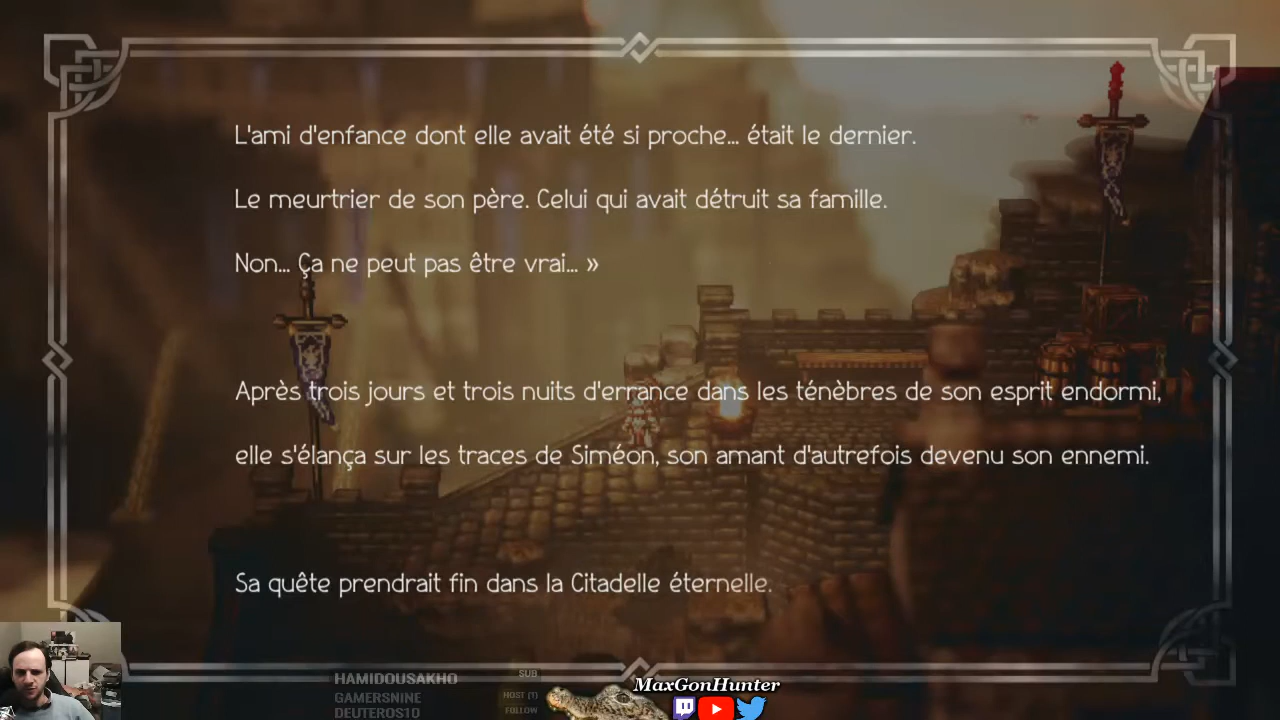 L'ami d'enfance dont elle avait été si proche... était le dernier.
Le meurtrier de son père. Celui qui avait détruit sa famille.
Non... Ça ne peut pas être vrai... »
Après trois jours et trois nuits d'errance dans les ténèbres de son esprit endormi,
elle s'élança sur les traces de Siméon, son amant d'autrefois devenu son ennemi.
Sa quête prendrait fin dans la Citadelle éternelle.
HAMIDOUSAKHO SUB
GAMERSNINE HOST (1)
DEUTEROS10 FOLLOW
MaxGonHunter